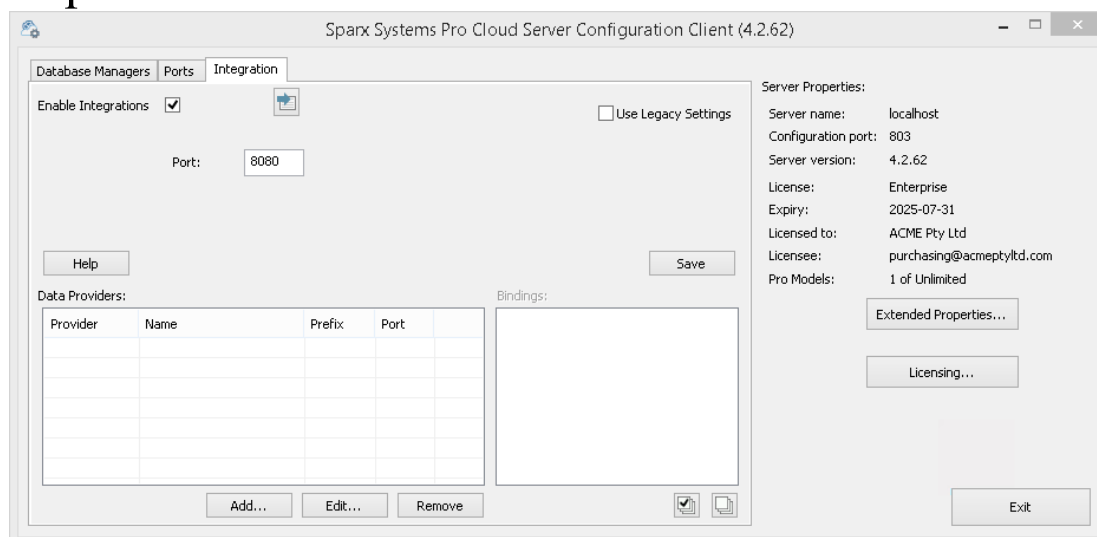 Sparx Systems Pro Cloud Server Configuration Client (4.2.62)
Database Managers Ports Integration
Enable Integrations
Use Legacy Settings
Port: 8080
Help
Save
Data Providers:
Bindings:
Provider Name Prefix Port
Add... Edit... Remove
Server Properties:
Server name: localhost
Configuration port: 803
Server version: 4.2.62
License: Enterprise
Expiry: 2025-07-31
Licensed to: ACME Pty Ltd
Licensee: purchasing@acmeptyltd.com
Pro Models: 1 of Unlimited
Extended Properties...
Licensing...
Exit